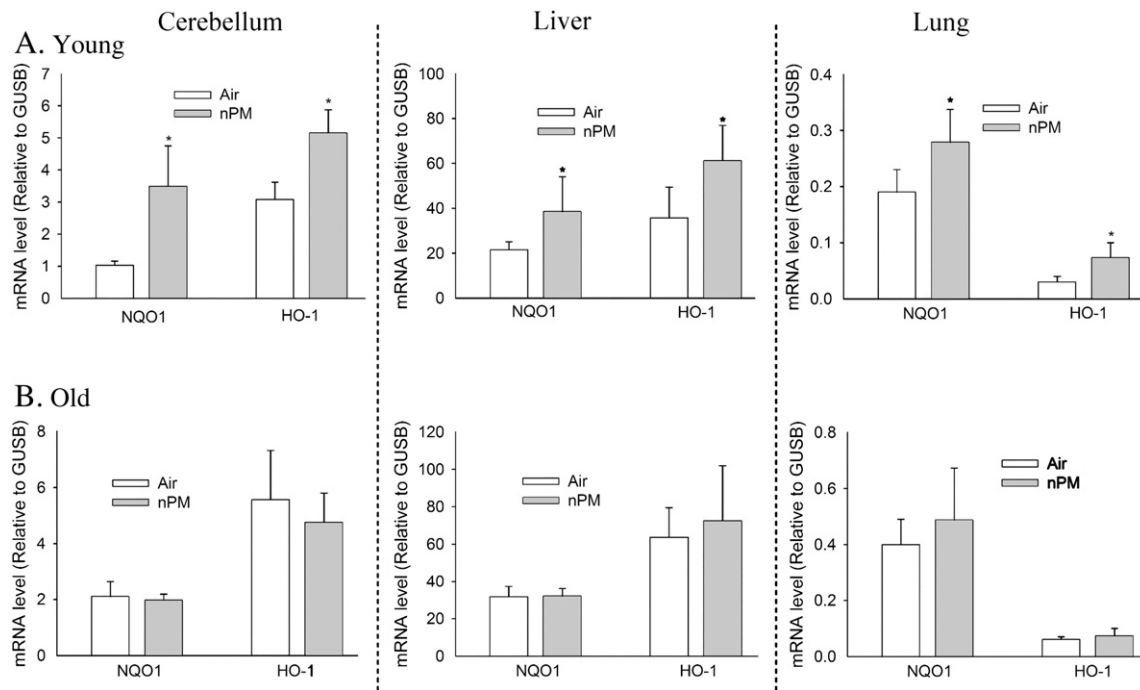 Cerebellum Liver Lung
A. Young
mRNA level (Relative to GUSB)
7
6
5
4
3
2
1
0
Air
nPM
*
*
NQO1 HO-1
mRNA level (Relative to GUSB)
100
80
60
40
20
0
Air
nPM
*
*
NQO1 HO-1
mRNA level (Relative to GUSB)
0.4
0.3
0.2
0.1
0.0
Air
nPM
*
*
NQO1 HO-1
B. Old
mRNA level (Relative to GUSB)
8
6
4
2
0
Air
nPM
NQO1 HO-1
mRNA level (Relative to GUSB)
120
100
80
60
40
20
0
Air
nPM
NQO1 HO-1
mRNA level (Relative to GUSB)
0.8
0.6
0.4
0.2
0.0
Air
nPM
NQO1 HO-1